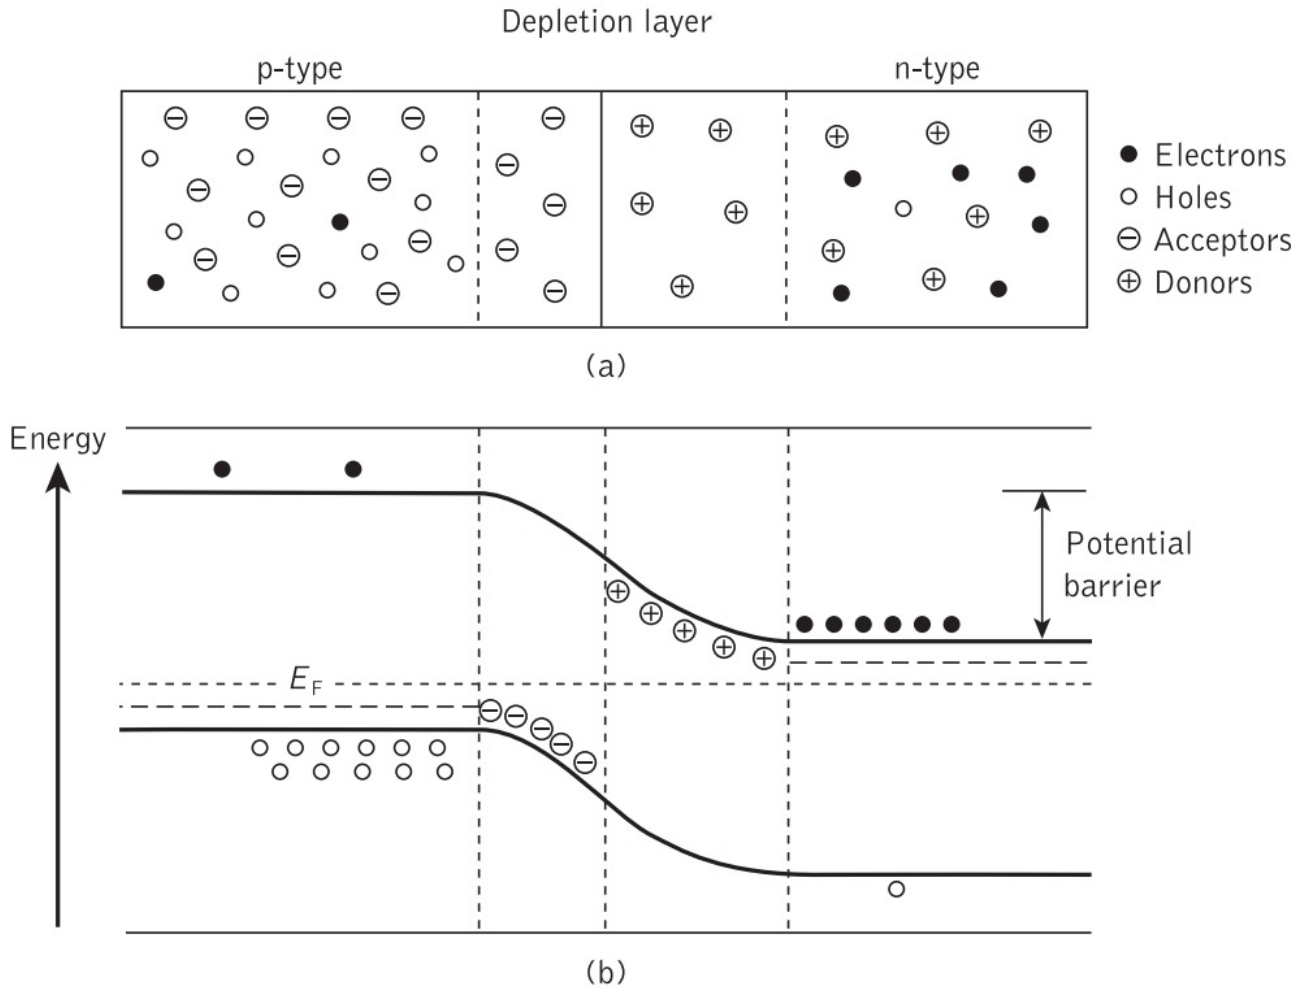 Depletion layer
p-type
n-type
Electrons
Holes
Acceptors
Donors
(a)
Energy
Potential
barrier
E_F
(b)